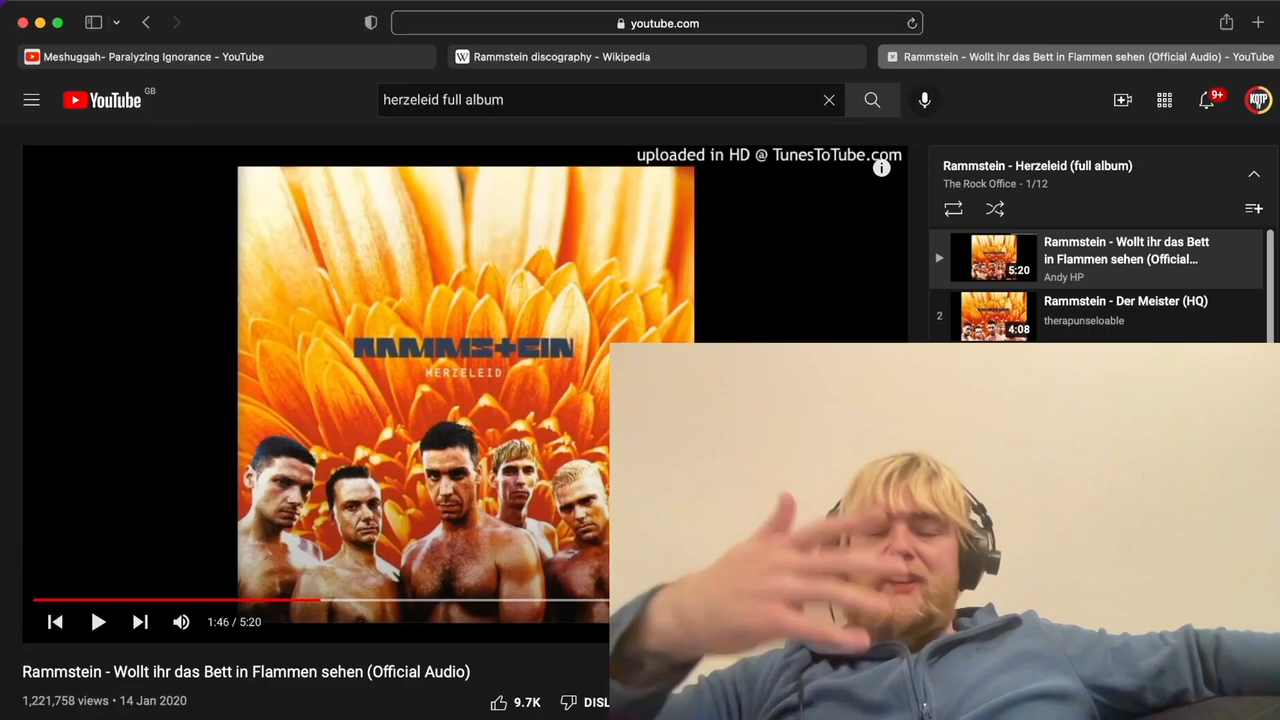 youtube.com
Meshuggah- Paralyzing Ignorance - YouTube
Rammstein discography - Wikipedia
Rammstein - Wollt ihr das Bett in Flammen sehen (Official Audio) - YouTube
YouTube GB
herzeleid full album
9+
KQTP
uploaded in HD @ TunesToTube.com
RAMMS+EIN
HERZELEID
1:46 / 5:20
Rammstein - Wollt ihr das Bett in Flammen sehen (Official Audio)
1,221,758 views • 14 Jan 2020
9.7K
DISL
Rammstein - Herzeleid (full album)
The Rock Office - 1/12
5:20
Rammstein - Wollt ihr das Bett
in Flammen sehen (Official...
Andy HP
2
4:08
Rammstein - Der Meister (HQ)
therapunseloable